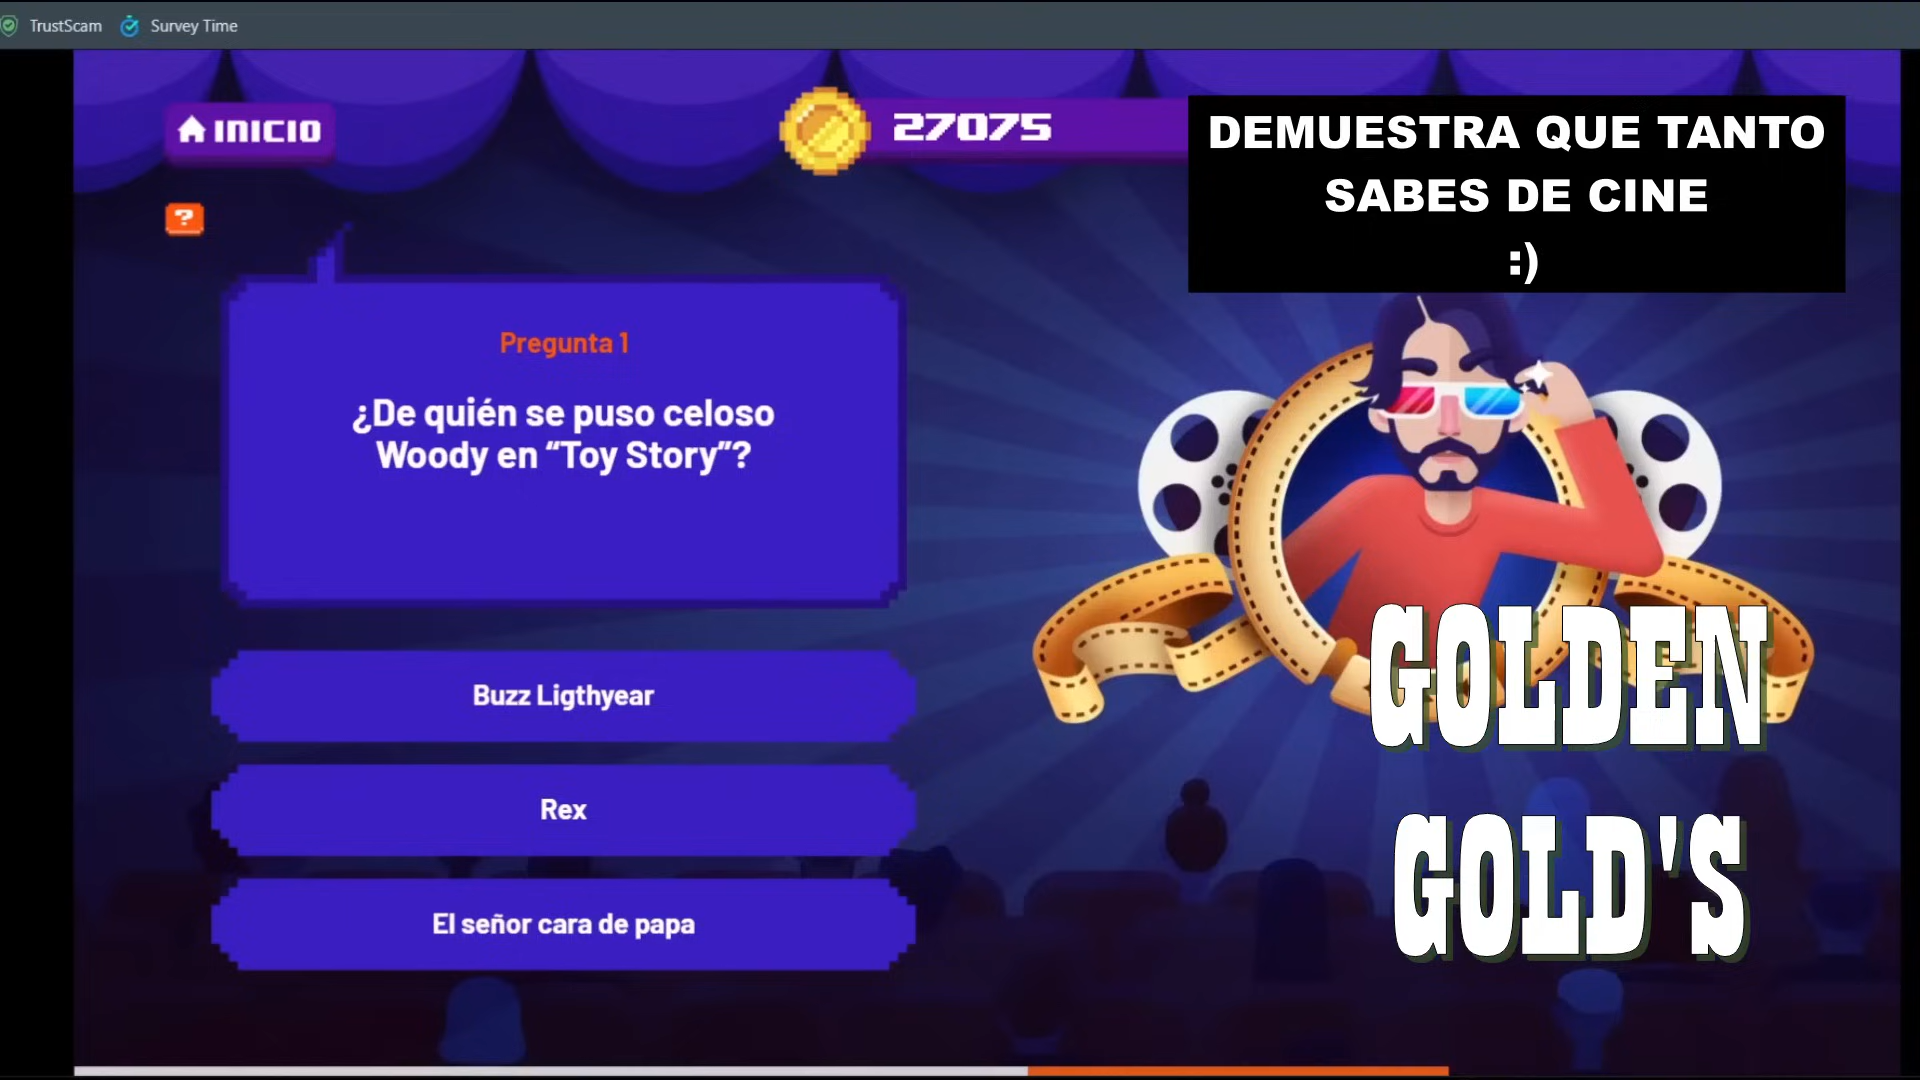 TrustScam
Survey Time
INICIO
27075
DEMUESTRA QUE TANTO
SABES DE CINE
:)
?
Pregunta 1
¿De quién se puso celoso
Woody en “Toy Story”?
Buzz Ligthyear
Rex
El señor cara de papa
GOLDEN
GOLD'S